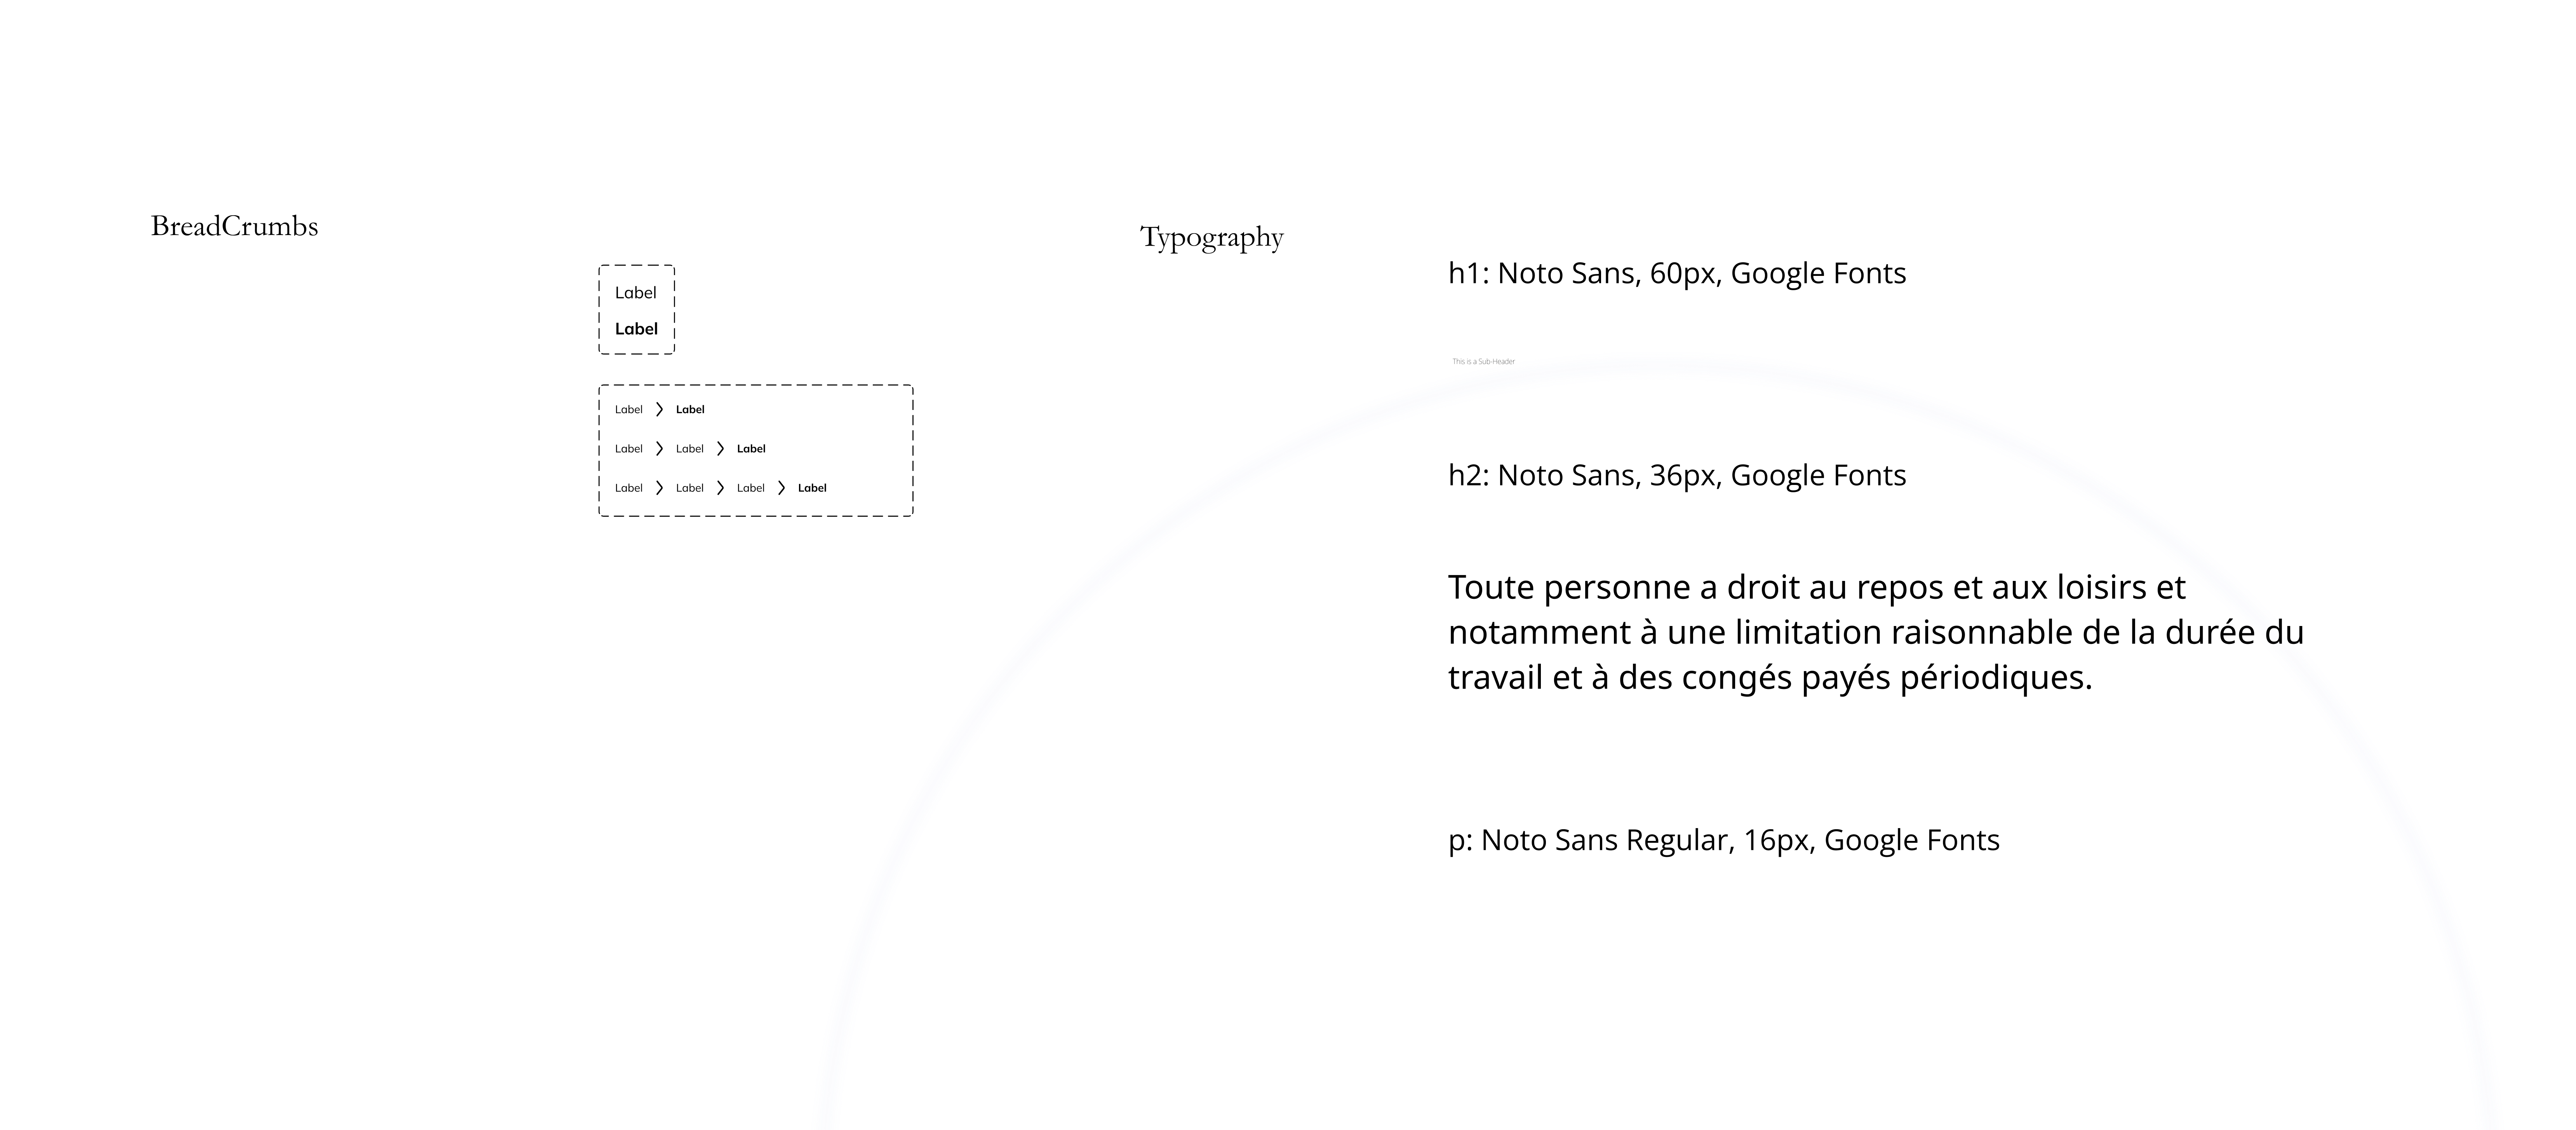 BreadCrumbs
Label
Label
Label > Label
Label > Label > Label
Label > Label > Label > Label
Typography
h1: Noto Sans, 60px, Google Fonts
This is a Sub-Header
h2: Noto Sans, 36px, Google Fonts
Toute personne a droit au repos et aux loisirs et
notamment à une limitation raisonnable de la durée du
travail et à des congés payés périodiques.
p: Noto Sans Regular, 16px, Google Fonts